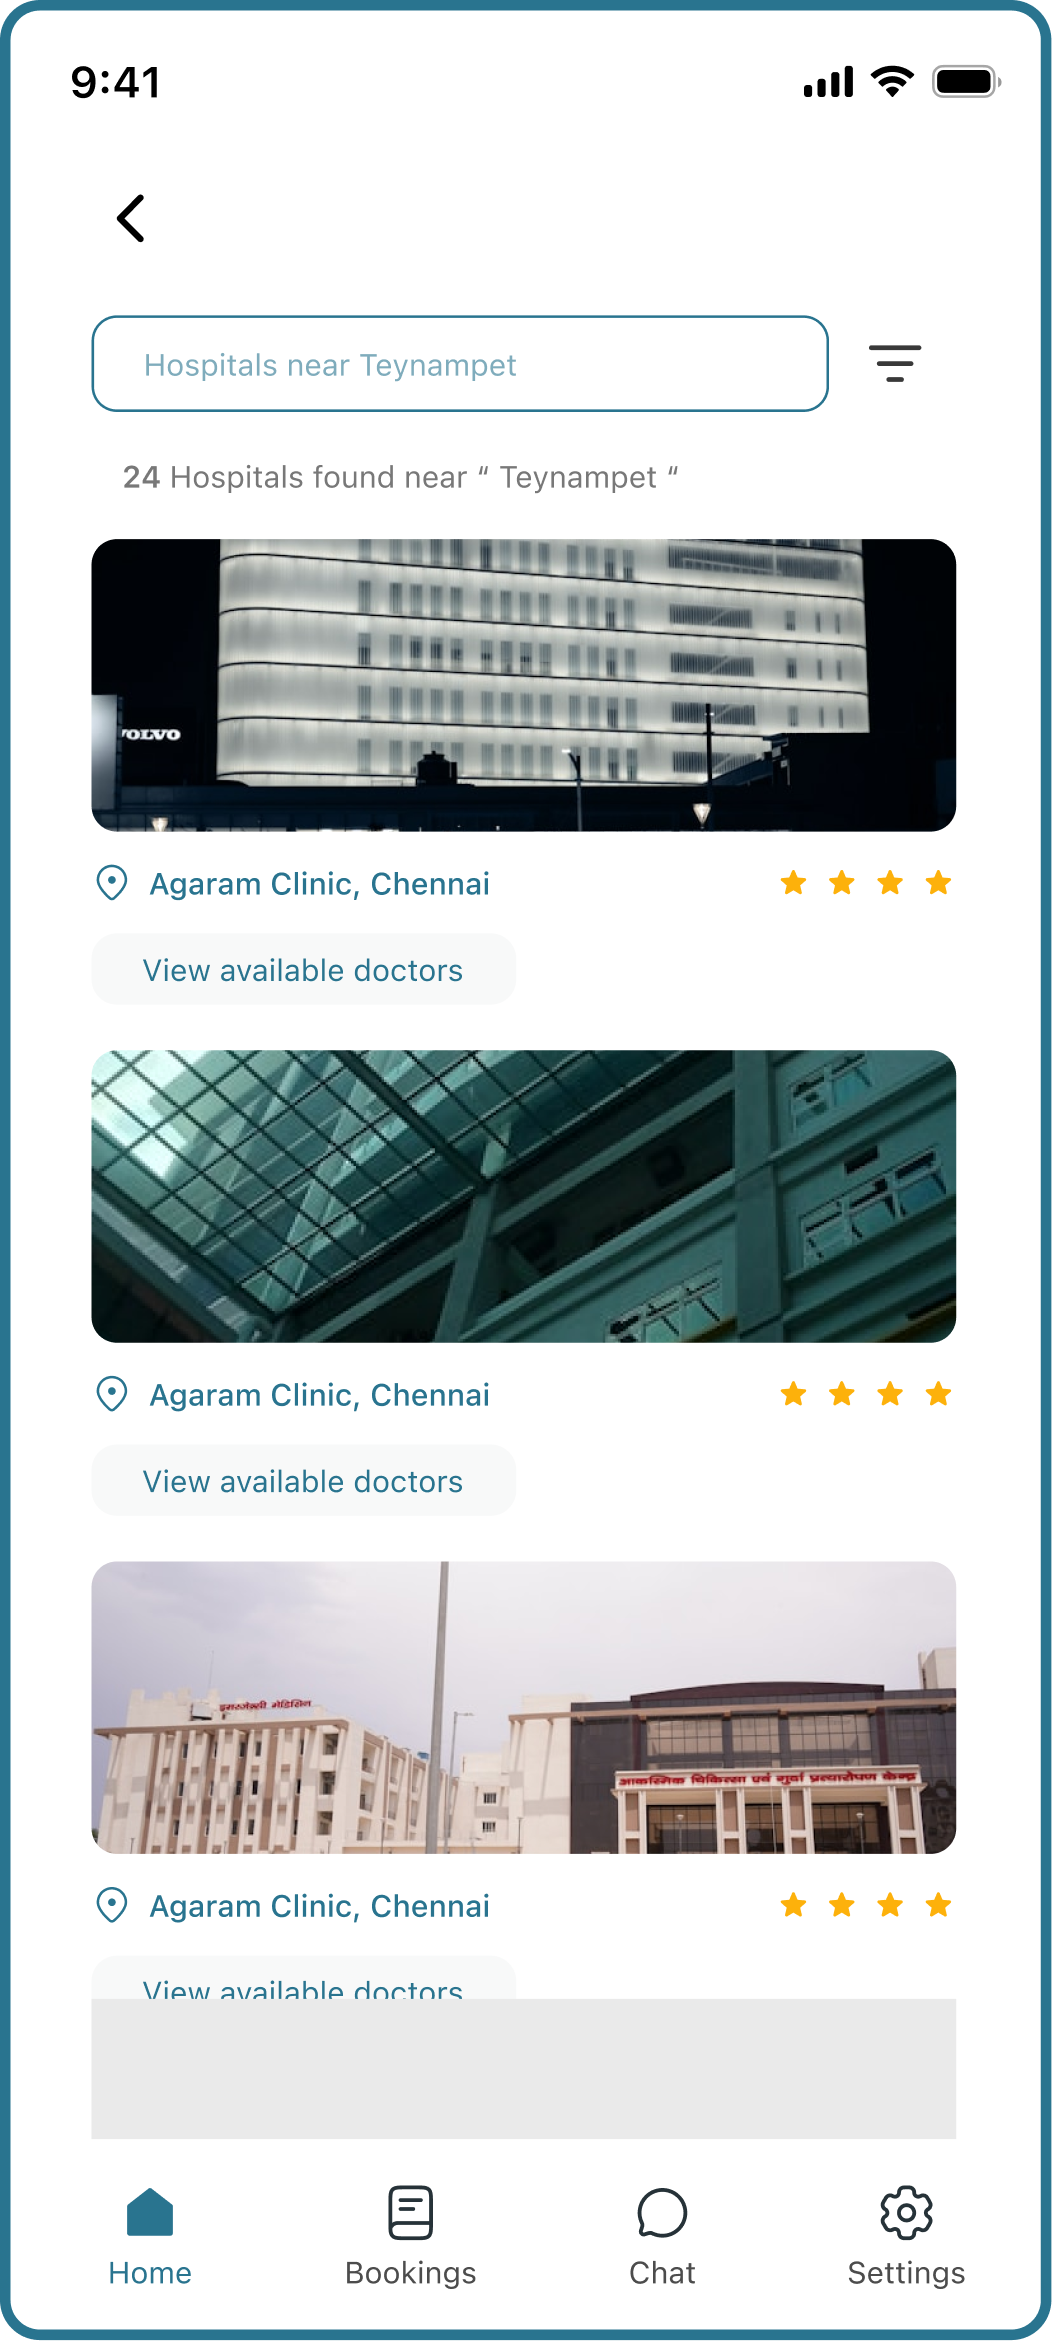 9:41
Hospitals near Teynampet
24 Hospitals found near “ Teynampet “
VOLVO
Agaram Clinic, Chennai
View available doctors
Agaram Clinic, Chennai
View available doctors
इमरजेन्सी मेडिसिन
आकस्मिक चिकित्सा एवं गुर्दा प्रत्यारोपण केन्द्र
Agaram Clinic, Chennai
View available doctors
Home
Bookings
Chat
Settings